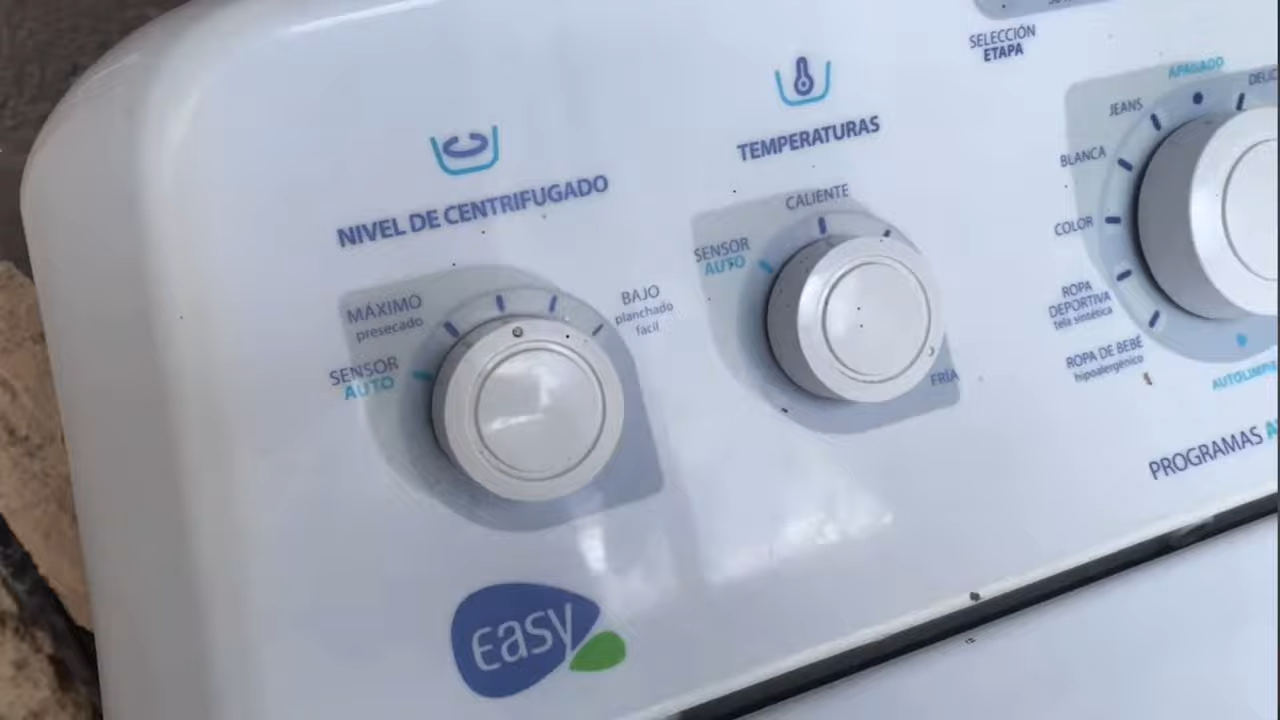 SELECCIÓN
ETAPA
NIVEL DE CENTRIFUGADO
MÁXIMO
presecado
SENSOR
AUTO
BAJO
planchado
facil
TEMPERATURAS
CALIENTE
SENSOR
AUTO
FRÍA
APAGADO
JEANS
BLANCA
COLOR
ROPA
DEPORTIVA
tela sintética
ROPA DE BEBÉ
hipoalergénico
PROGRAMAS
easy